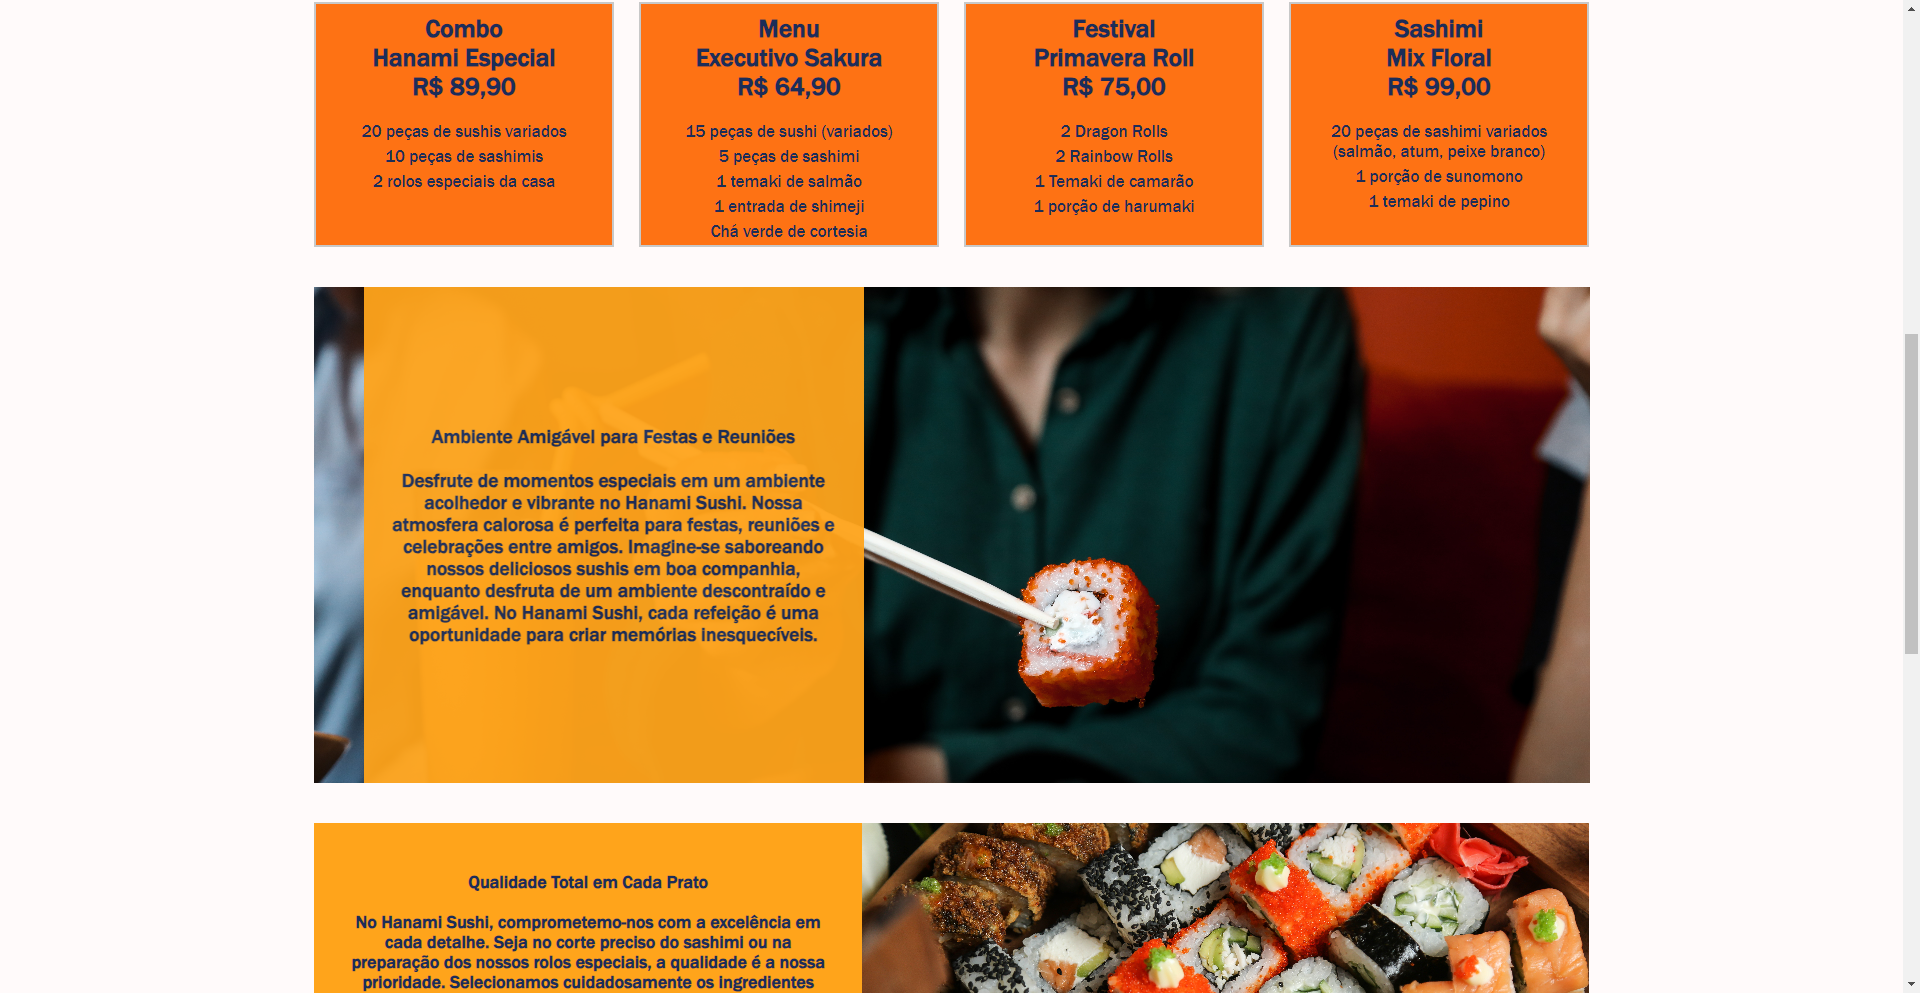 Combo
Hanami Especial
R$ 89,90
20 peças de sushis variados
10 peças de sashimis
2 rolos especiais da casa
Menu
Executivo Sakura
R$ 64,90
15 peças de sushi (variados)
5 peças de sashimi
1 temaki de salmão
1 entrada de shimeji
Chá verde de cortesia
Festival
Primavera Roll
R$ 75,00
2 Dragon Rolls
2 Rainbow Rolls
1 Temaki de camarão
1 porção de harumaki
Sashimi
Mix Floral
R$ 99,00
20 peças de sashimi variados
(salmão, atum, peixe branco)
1 porção de sunomono
1 temaki de pepino
Ambiente Amigável para Festas e Reuniões
Desfrute de momentos especiais em um ambiente
acolhedor e vibrante no Hanami Sushi. Nossa
atmosfera calorosa é perfeita para festas, reuniões e
celebrações entre amigos. Imagine-se saboreando
nossos deliciosos sushis em boa companhia,
enquanto desfruta de um ambiente descontraído e
amigável. No Hanami Sushi, cada refeição é uma
oportunidade para criar memórias inesquecíveis.
Qualidade Total em Cada Prato
No Hanami Sushi, comprometemo-nos com a excelência em
cada detalhe. Seja no corte preciso do sashimi ou na
preparação dos nossos rolos especiais, a qualidade é a nossa
prioridade. Selecionamos cuidadosamente os ingredientes